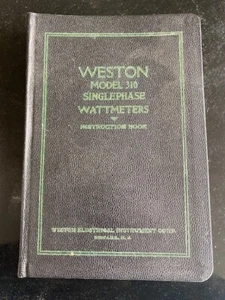 WESTON
MODEL 310
SINGLEPHASE
WATTMETERS
INSTRUCTION BOOK
WESTON ELECTRICAL INSTRUMENT CORP.
NEWARK, N. J.